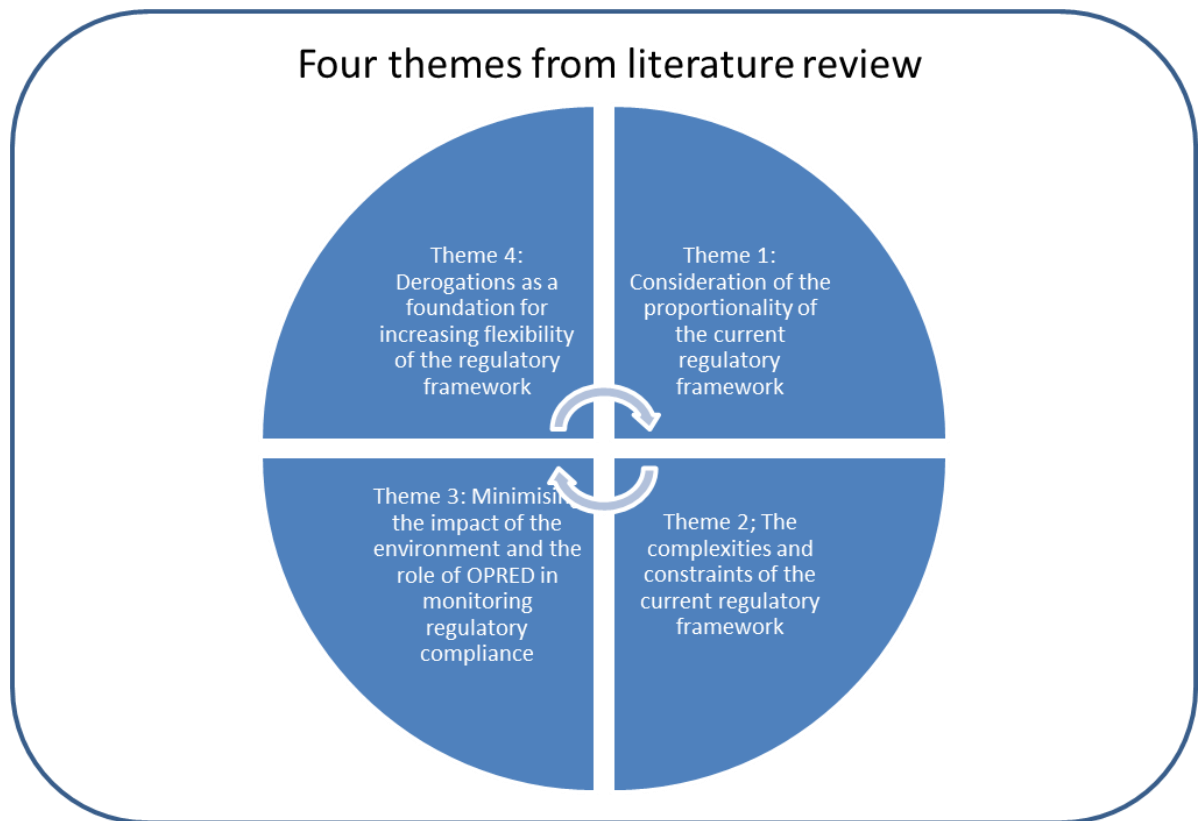 Four themes from literature review
Theme 4:
Derogations as a
foundation for
increasing flexibility
of the regulatory
framework
Theme 1:
Consideration of the
proportionality of
the current
regulatory
framework
Theme 3: Minimising
the impact of the
environment and the
role of OPRED in
monitoring
regulatory
compliance
Theme 2; The
complexities and
constraints of the
current regulatory
framework